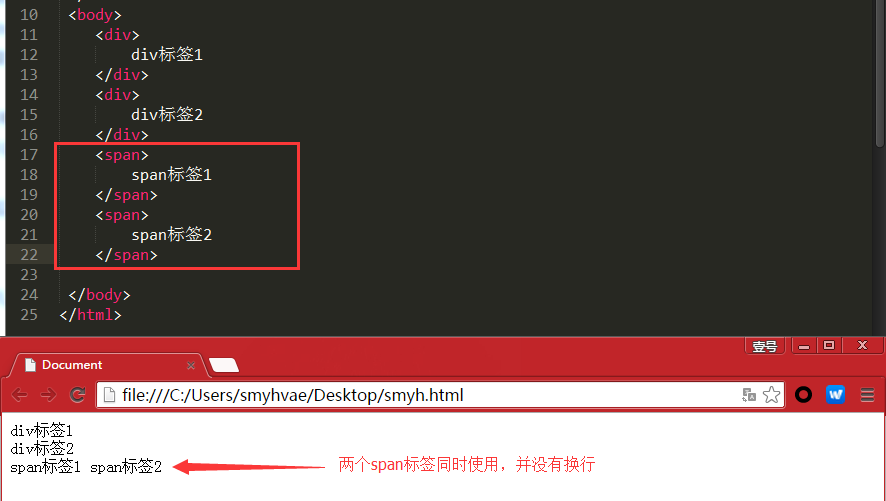 10 <body>
11 <div>
12 div标签1
13 </div>
14 <div>
15 div标签2
16 </div>
17 <span>
18 span标签1
19 </span>
20 <span>
21 span标签2
22 </span>
23
24 </body>
25 </html>
壹号
Document
file:///C:/Users/smyhvae/Desktop/smyh.html
div标签1
div标签2
span标签1 span标签2
两个span标签同时使用，并没有换行